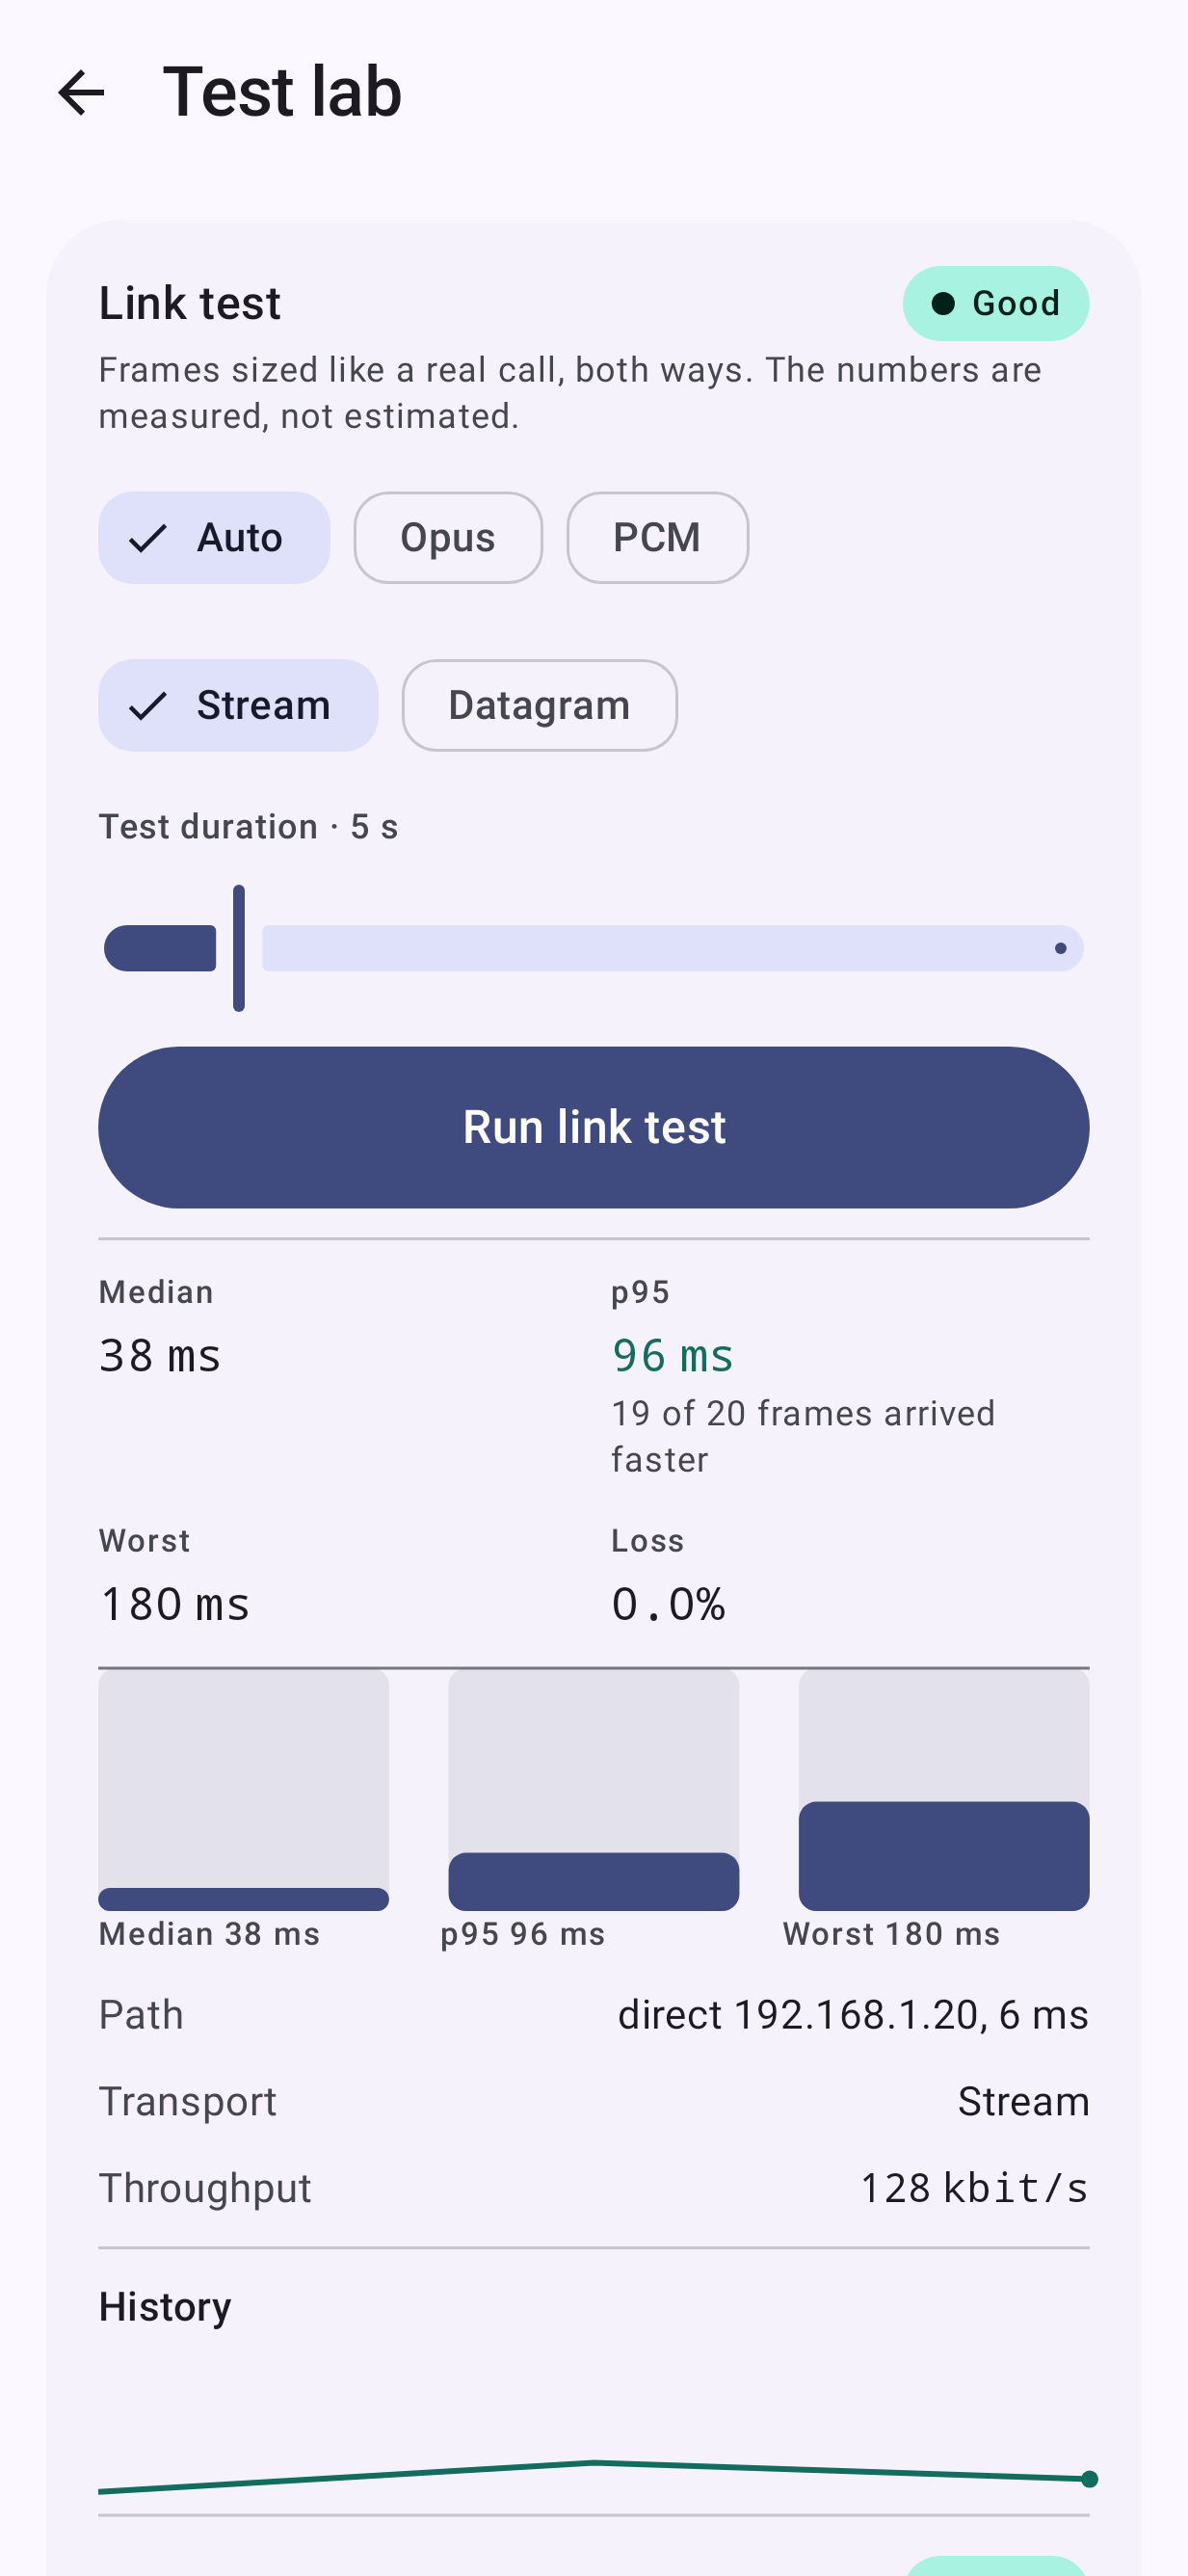 Test lab
Link test
Good
Frames sized like a real call, both ways. The numbers are
measured, not estimated.
Auto
Opus
PCM
Stream
Datagram
Test duration · 5 s
Run link test
Median
p95
38 ms
96 ms
19 of 20 frames arrived
faster
Worst
Loss
180 ms
0.0%
Median 38 ms
p95 96 ms
Worst 180 ms
Path
direct 192.168.1.20, 6 ms
Transport
Stream
Throughput
128 kbit/s
History